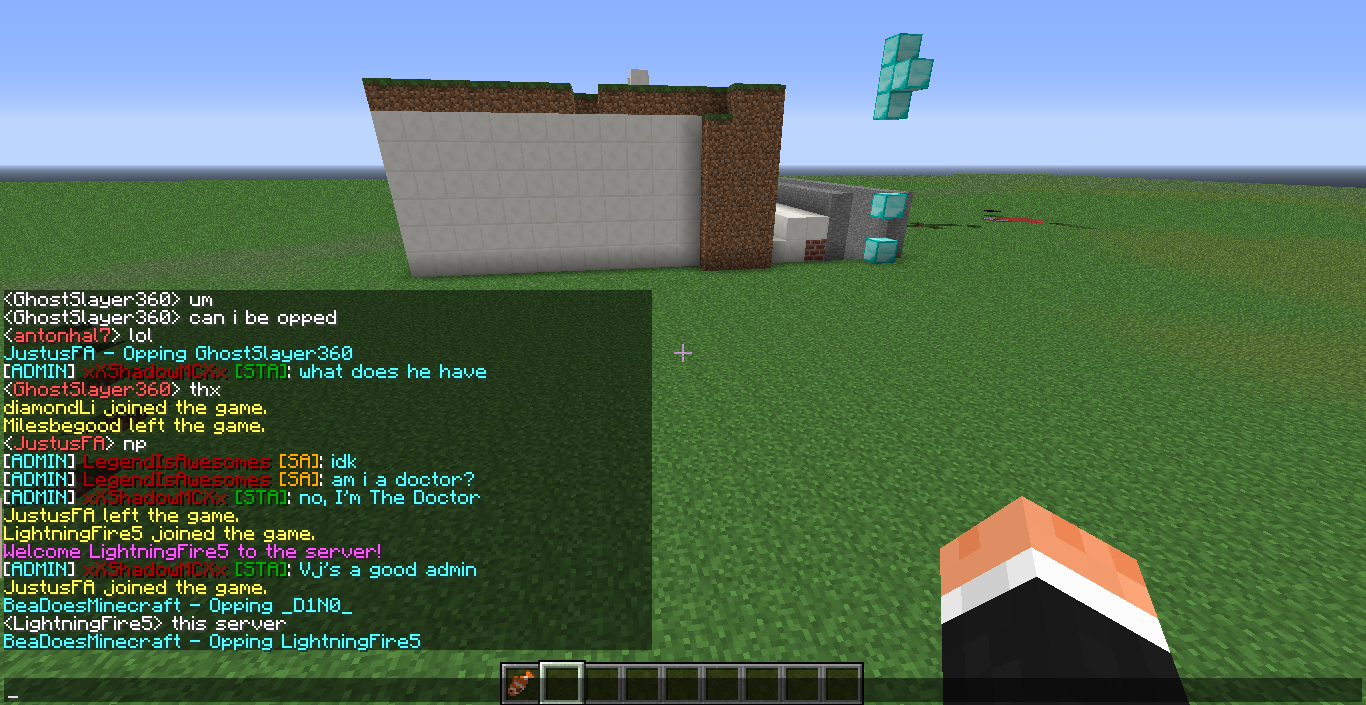 <GhostSlayer360> um
<GhostSlayer360> can i be opped
<antonhal7> lol
JustusFA - Opping GhostSlayer360
[ADMIN] xXShadowMCXx [STA]: what does he have
<GhostSlayer360> thx
diamondLi joined the game.
Milesbegood left the game.
<JustusFA> np
[ADMIN] LegendIsAwesomes [SA]: idk
[ADMIN] LegendIsAwesomes [SA]: am i a doctor?
[ADMIN] xXShadowMCXx [STA]: no, I'm The Doctor
JustusFA left the game.
LightningFire5 joined the game.
Welcome LightningFire5 to the server!
[ADMIN] xXShadowMCXx [STA]: Vj's a good admin
JustusFA joined the game.
BeaDoesMinecraft - Opping _D1N0_
<LightningFire5> this server
BeaDoesMinecraft - Opping LightningFire5
_